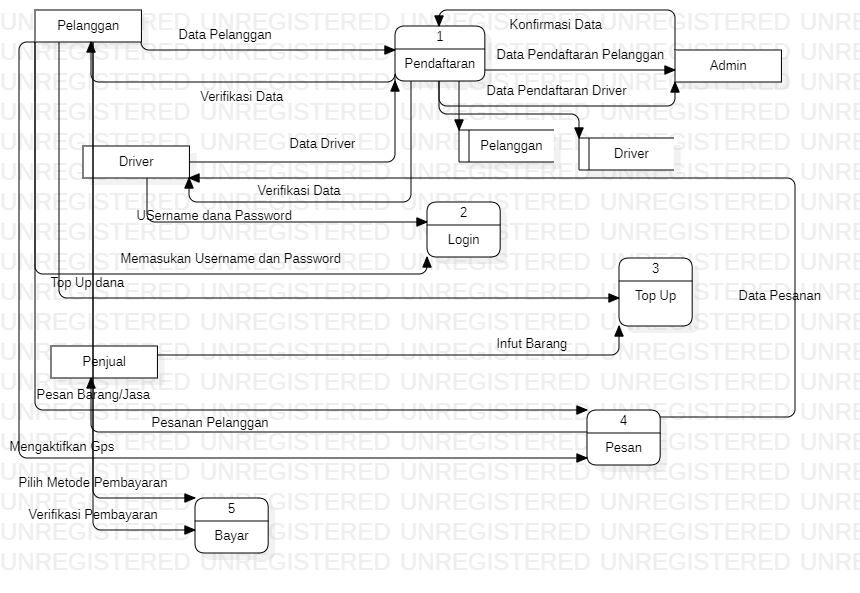 Pelanggan
Data Pelanggan
1
Pendaftaran
Konfirmasi Data
Data Pendaftaran Pelanggan
Admin
Verifikasi Data
Data Pendaftaran Driver
Data Driver
Pelanggan
Driver
Driver
Verifikasi Data
USername dana Password
2
Login
Memasukan Username dan Password
Top Up dana
3
Top Up
Data Pesanan
Infut Barang
Penjual
Pesan Barang/Jasa
Pesanan Pelanggan
4
Pesan
Mengaktifkan Gps
Pilih Metode Pembayaran
Verifikasi Pembayaran
5
Bayar
UNREGISTERED